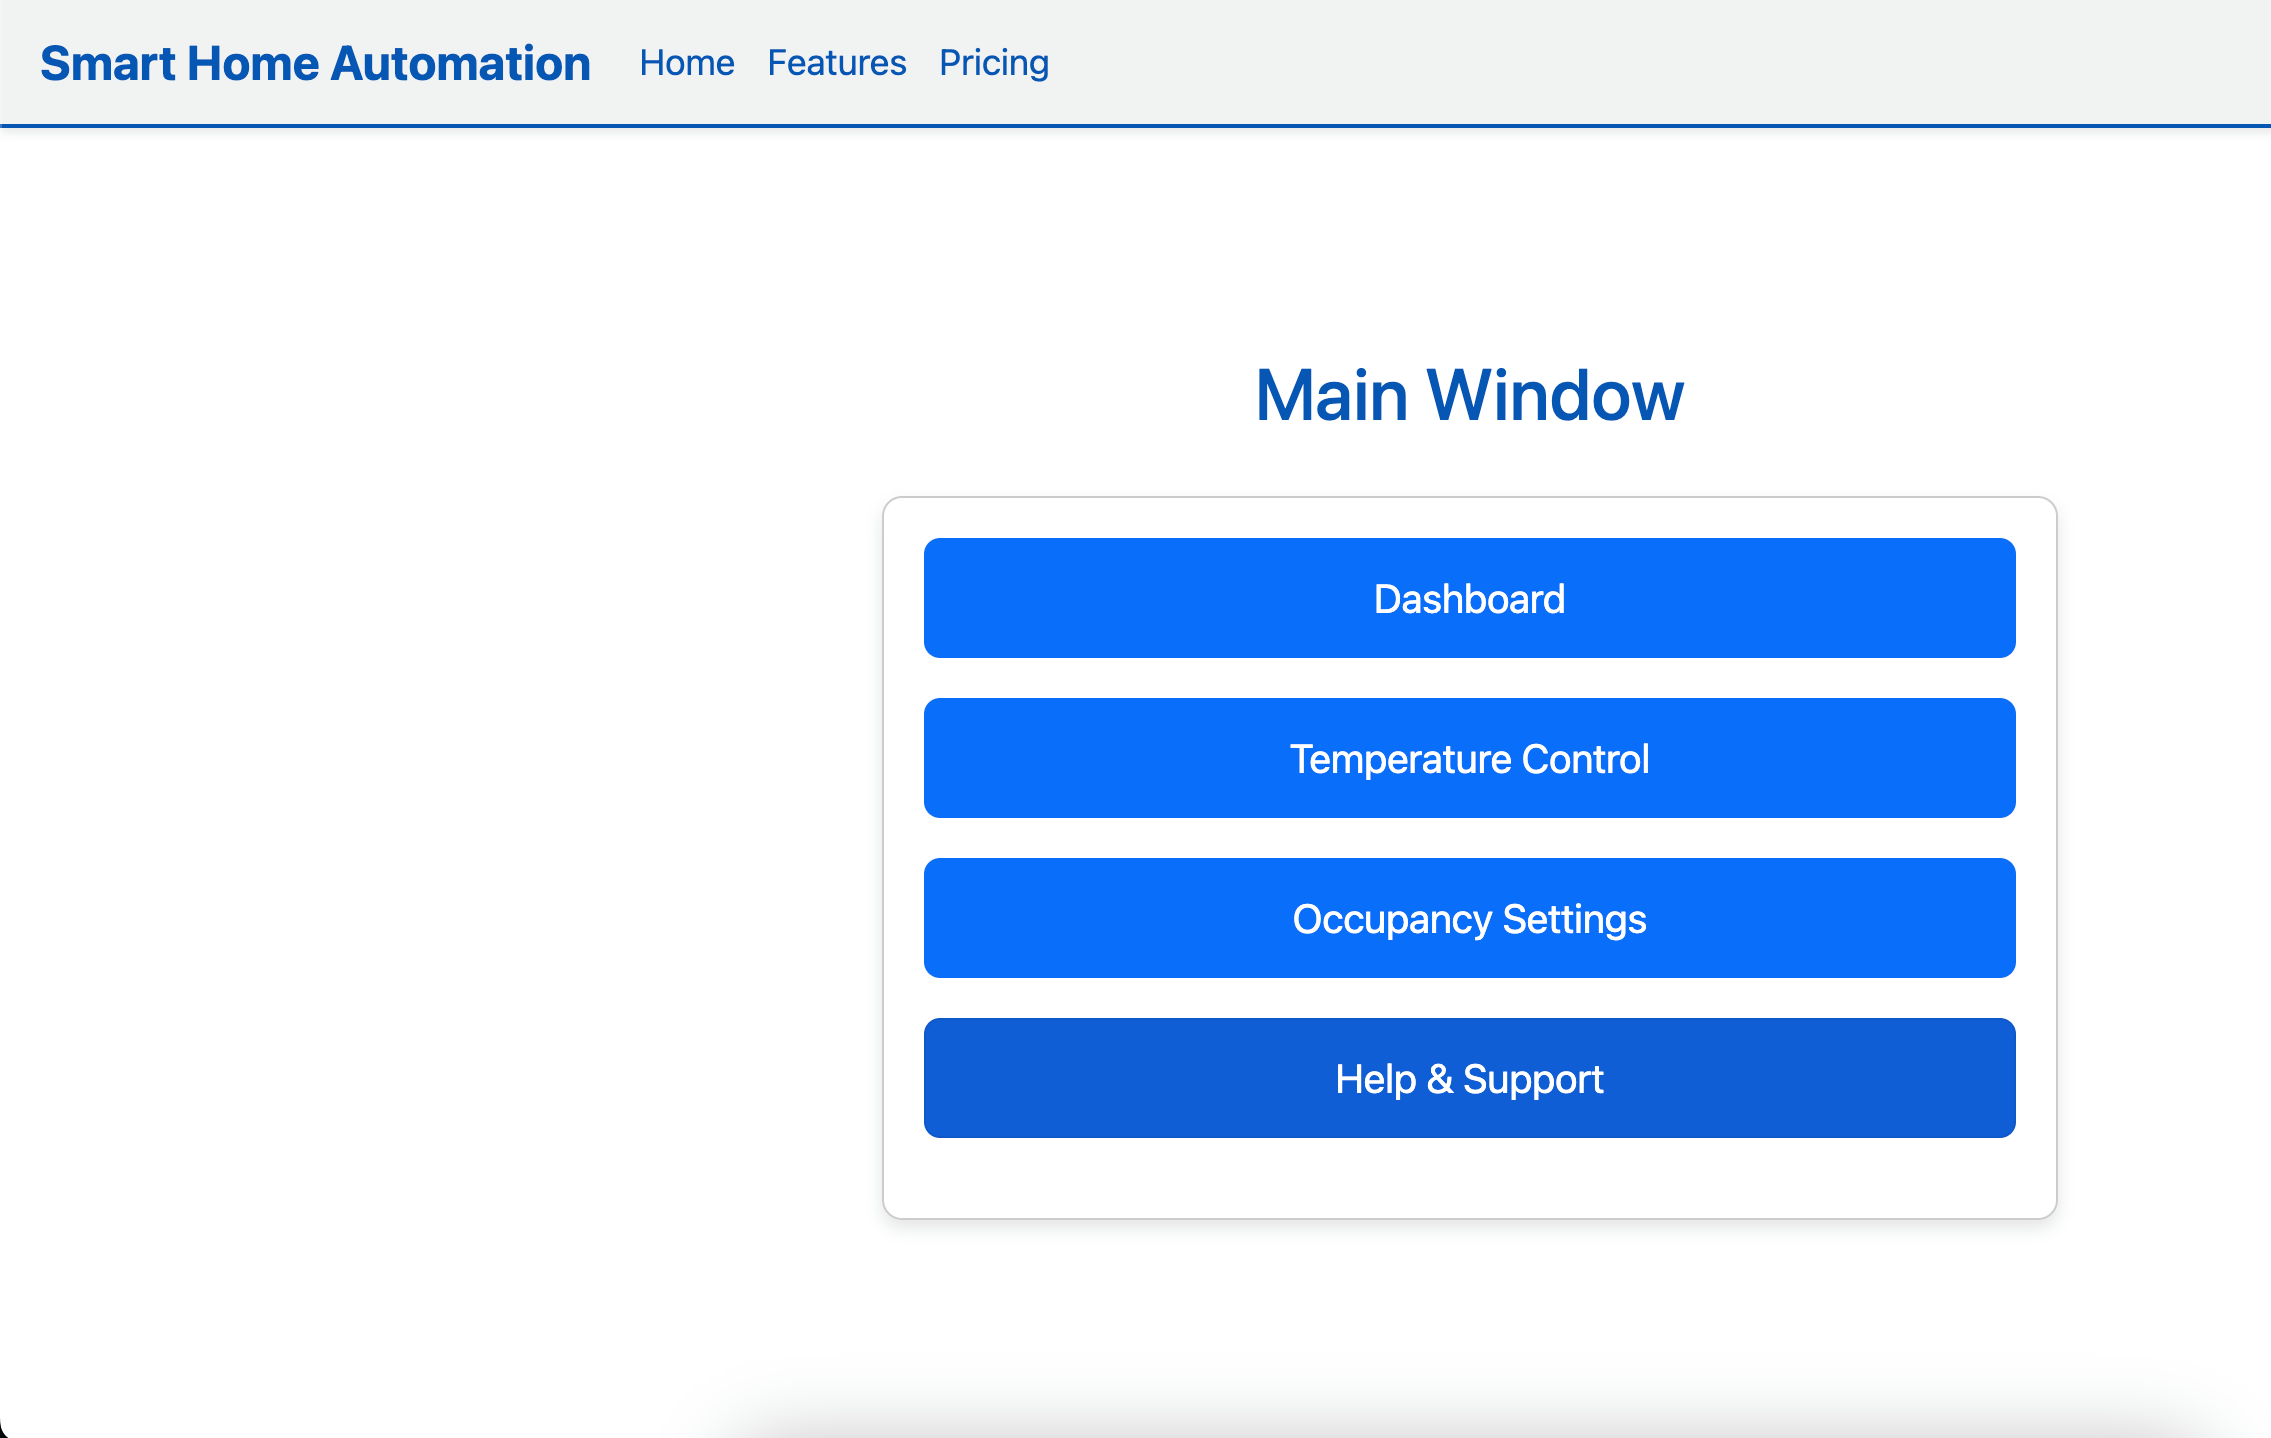 Smart Home Automation Home Features Pricing
Main Window
Dashboard
Temperature Control
Occupancy Settings
Help & Support